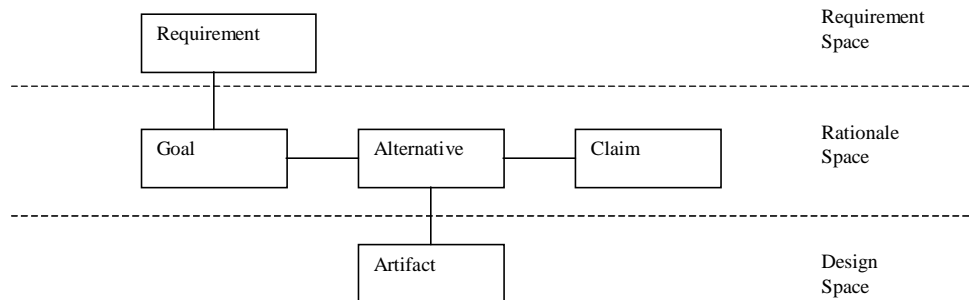 Requirement
Requirement
Space
Goal
Alternative
Claim
Rationale
Space
Artifact
Design
Space